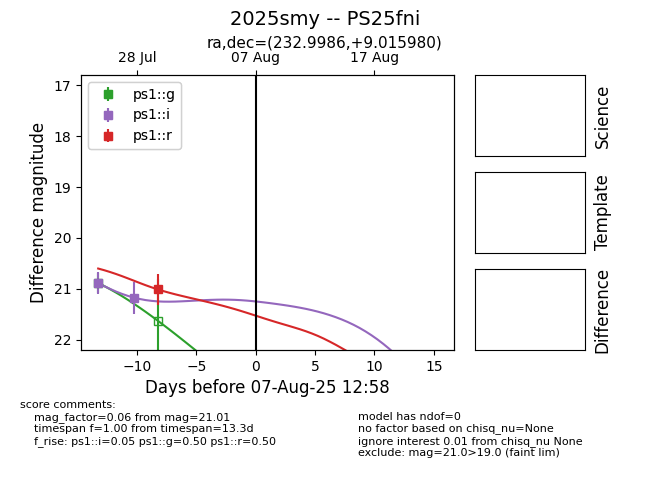 2025smy -- PS25fni
ra,dec=(232.9986,+9.015980)
28 Jul 07 Aug 17 Aug
ps1::g
ps1::i
ps1::r
17
18
19
20
21
22
Difference magnitude
−10 −5 0 5 10 15
Days before 07-Aug-25 12:58
Science
Template
Difference
score comments:
mag_factor=0.06 from mag=21.01
timespan f=1.00 from timespan=13.3d
f_rise: ps1::i=0.05 ps1::g=0.50 ps1::r=0.50
model has ndof=0
no factor based on chisq_nu=None
ignore interest 0.01 from chisq_nu None
exclude: mag=21.0>19.0 (faint lim)